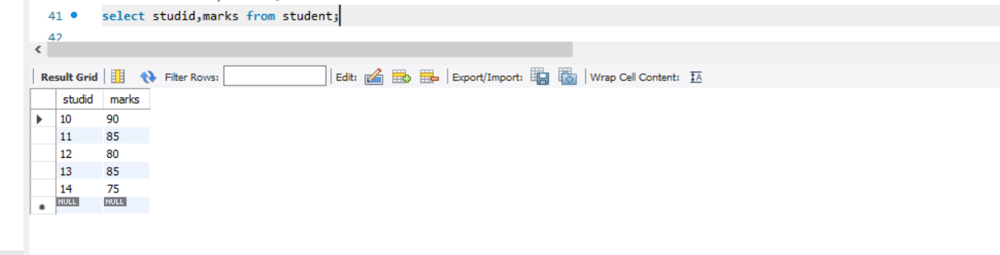 41 select studid,marks from student;
42
Result Grid Filter Rows: Edit: Export/Import: Wrap Cell Content: IA
studid marks
10 90
11 85
12 80
13 85
14 75
NULL NULL